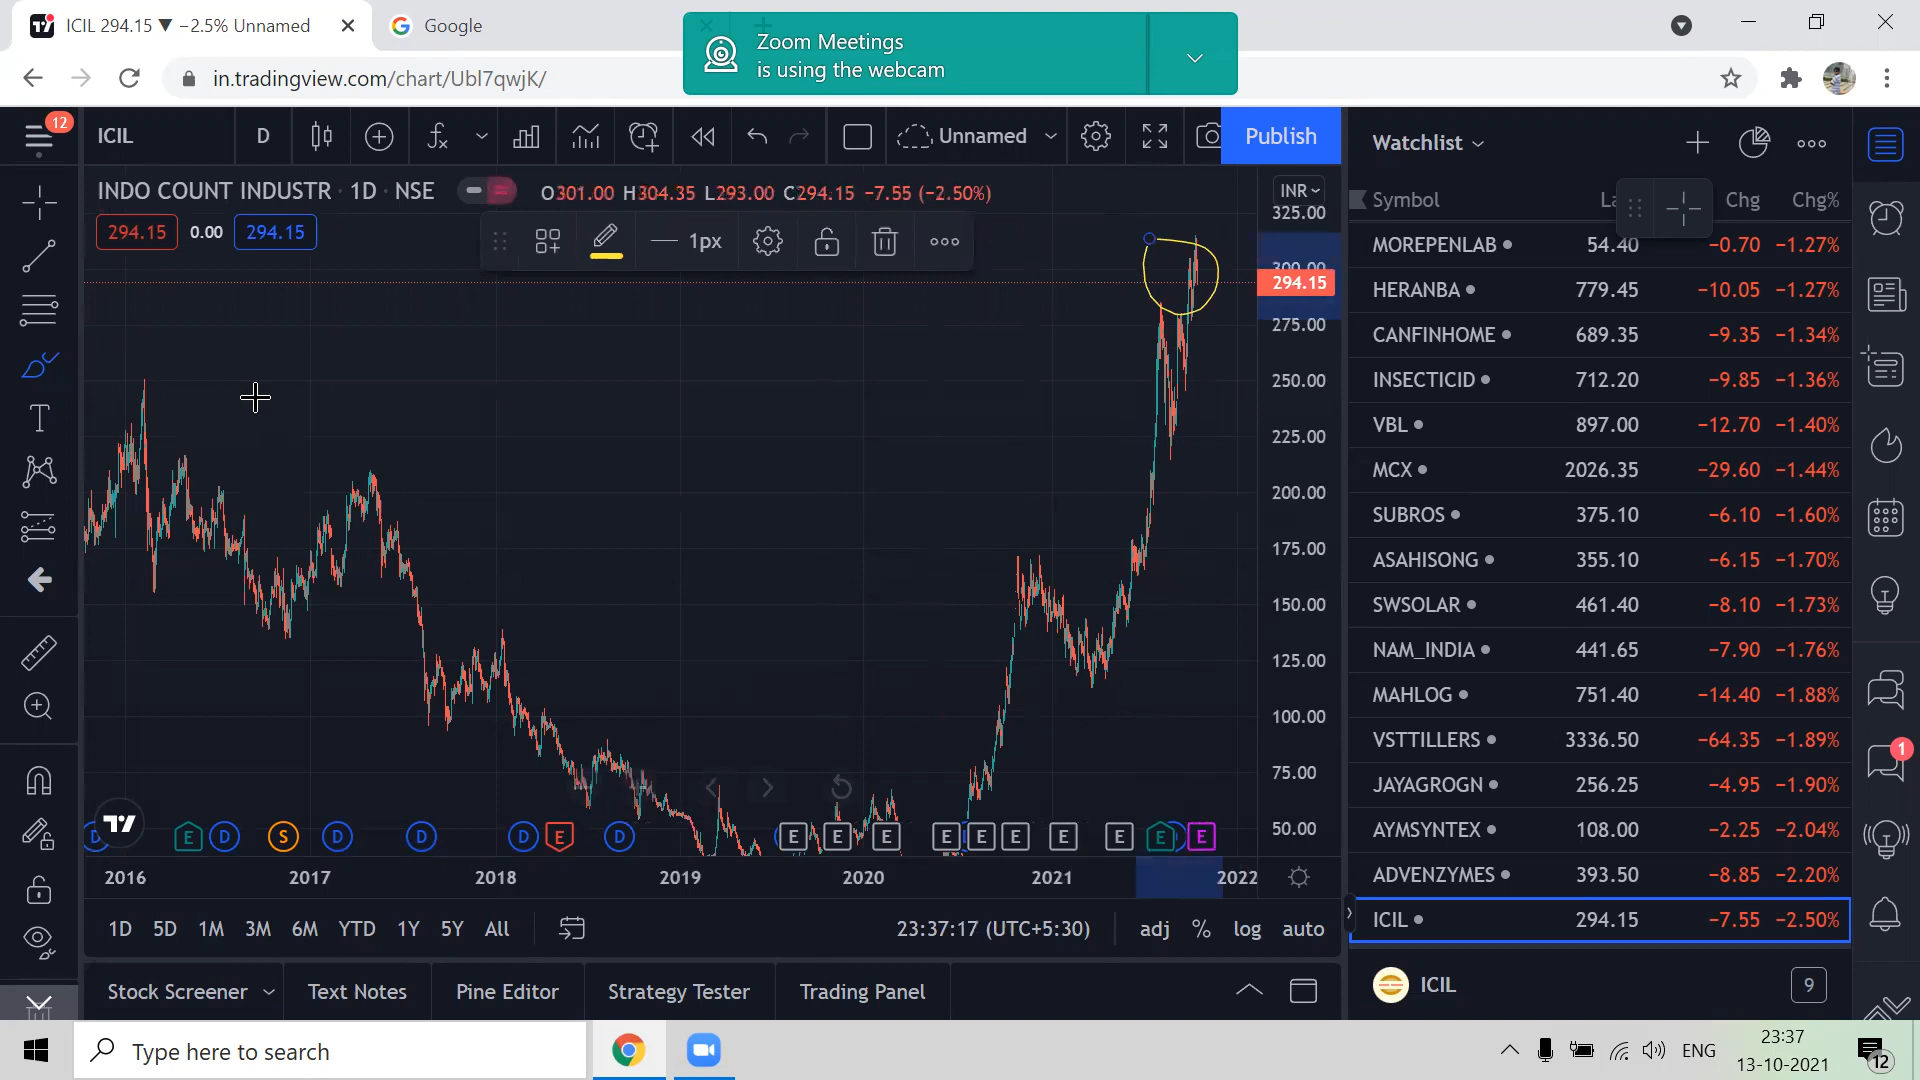 ICIL 294.15 ▼ −2.5% Unnamed
Google
Zoom Meetings
is using the webcam
in.tradingview.com/chart/Ubl7qwjK/
12
ICIL
D
Unnamed
Publish
INDO COUNT INDUSTR · 1D · NSE
O301.00 H304.35 L293.00 C294.15 −7.55 (−2.50%)
294.15
0.00
294.15
1px
INR
325.00
300.00
294.15
275.00
250.00
225.00
200.00
175.00
150.00
125.00
100.00
75.00
50.00
D E D S D D D E D E E E E E E E E E E
2016 2017 2018 2019 2020 2021 2022
1D 5D 1M 3M 6M YTD 1Y 5Y All
23:37:17 (UTC+5:30)
adj % log auto
Stock Screener
Text Notes
Pine Editor
Strategy Tester
Trading Panel
Watchlist
Symbol La Chg Chg%
MOREPENLAB 54.40 −0.70 −1.27%
HERANBA 779.45 −10.05 −1.27%
CANFINHOME 689.35 −9.35 −1.34%
INSECTICID 712.20 −9.85 −1.36%
VBL 897.00 −12.70 −1.40%
MCX 2026.35 −29.60 −1.44%
SUBROS 375.10 −6.10 −1.60%
ASAHISONG 355.10 −6.15 −1.70%
SWSOLAR 461.40 −8.10 −1.73%
NAM_INDIA 441.65 −7.90 −1.76%
MAHLOG 751.40 −14.40 −1.88%
VSTTILLERS 3336.50 −64.35 −1.89%
JAYAGROGN 256.25 −4.95 −1.90%
AYMSYNTEX 108.00 −2.25 −2.04%
ADVENZYMES 393.50 −8.85 −2.20%
ICIL 294.15 −7.55 −2.50%
ICIL
9
1
Type here to search
ENG
23:37
13-10-2021
12